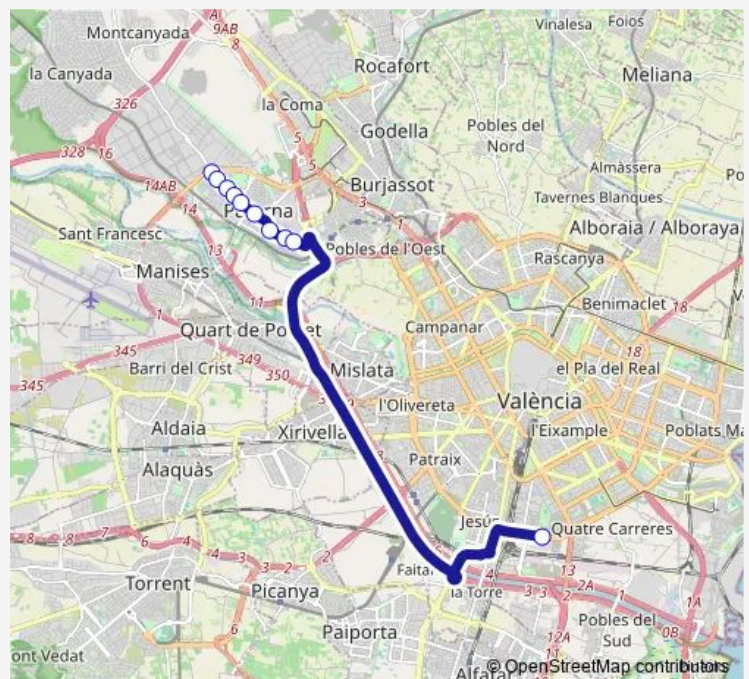 Montcanyada
9AB
Vinalesa
Foios
la Canyada
Rocafort
Meliana
326
la Coma
Godella
Pobles del
Nord
328
16
5
5
Almàssera
14AB
Burjassot
Tavernes Blanques
14
3
Sant Francesc
Paterna
1
Alboraia / Alboraya
13
Pobles de l'Oest
Rascanya
Manises
11
Benimaclet
18
1
Quart de Poblet
Campanar
345
349
18
Barri del Crist
350
Mislata
el Pla del Real
345
l'Olivereta
València
Aldaia
Xirivella
l'Eixample
Poblats Ma
Alaquàs
Patraix
Jesús
Quatre Carreres
7
6
4
3
2
2
Faitanar
4
13
Torrent
Picanya
la Torre
3
3
2A
1
1A
6
Paiporta
Pobles del
Sud
0B
12A
ont Vedat
Alfafar
© OpenStreetMap contributors